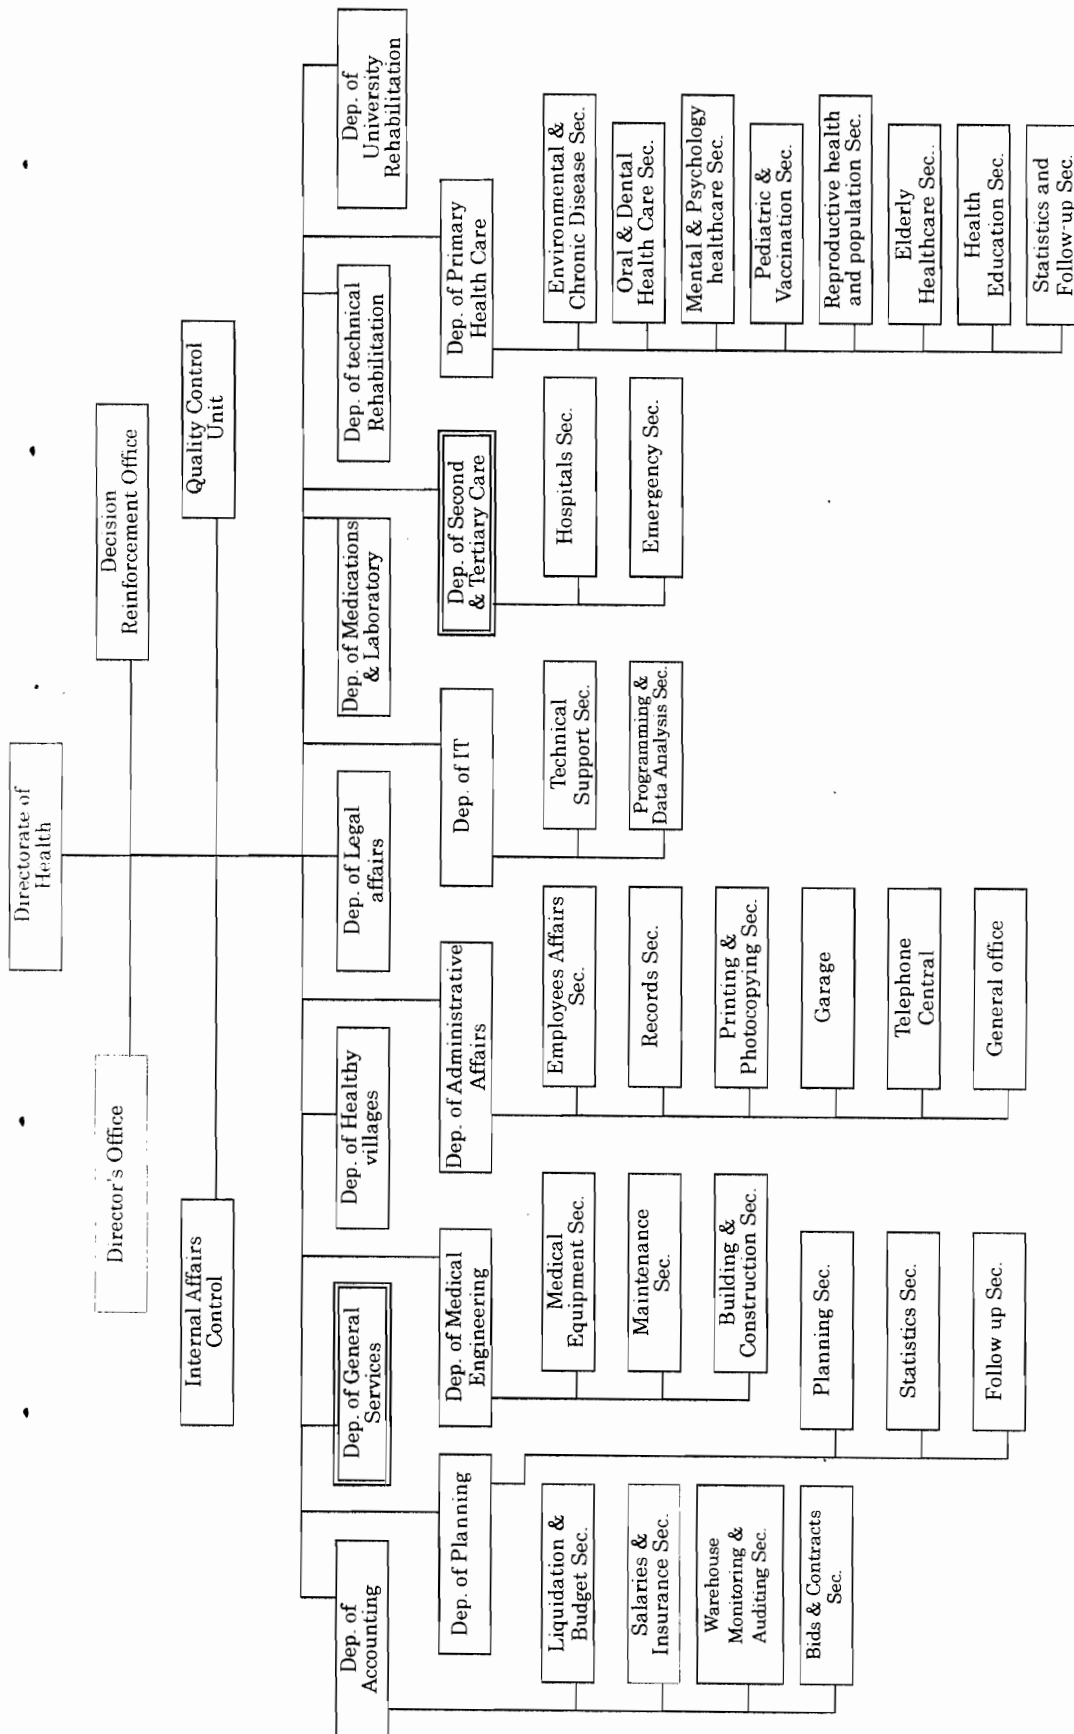 Directorate of
Health
Director's Office
Decision
Reinforcement Office
Internal Affairs
Control
Quality Control
Unit
Dep. of
Accounting
Dep. of General
Services
Dep. of Healthy
villages
Dep. of Legal
affairs
Dep. of Medications
& Laboratory
Dep. of technical
Rehabilitation
Dep. of
University
Rehabilitation
Dep. of Planning
Dep. of Medical
Engineering
Dep. of Administrative
Affairs
Dep. of IT
Dep. of Second
& Tertiary Care
Dep. of Primary
Health Care
Liquidation &
Budget Sec.
Salaries &
Insurance Sec.
Warehouse
Monitoring &
Auditing Sec.
Bids & Contracts
Sec.
Planning Sec.
Statistics Sec.
Follow up Sec.
Medical
Equipment Sec.
Maintenance
Sec.
Building &
Construction Sec.
Employees Affairs
Sec.
Records Sec.
Printing &
Photocopying Sec.
Garage
Telephone
Central
General office
Technical
Support Sec.
Programming &
Data Analysis Sec.
Hospitals Sec.
Emergency Sec.
Environmental &
Chronic Disease Sec.
Oral & Dental
Health Care Sec.
Mental & Psychology
healthcare Sec.
Pediatric &
Vaccination Sec.
Reproductive health
and population Sec.
Elderly
Healthcare Sec..
Health
Education Sec.
Statistics and
Follow-up Sec.